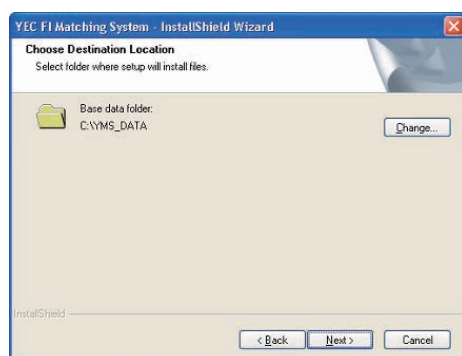 YEC FI Matching System - InstallShield Wizard
Choose Destination Location
Select folder where setup will install files.
Base data folder:
C:\YMS_DATA
Change...
InstallShield
< Back
Next >
Cancel